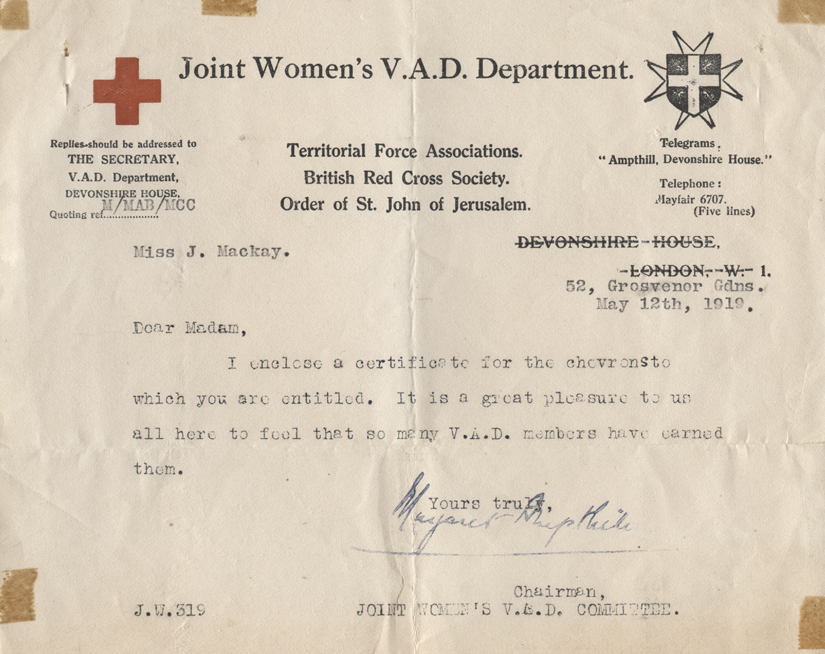 Joint Women's V.A.D. Department.
Replies should be addressed to
THE SECRETARY,
V.A.D. Department,
DEVONSHIRE HOUSE,
Quoting ref. M/MAB/MCC
Territorial Force Associations.
British Red Cross Society.
Order of St. John of Jerusalem.
Telegrams.
"Ampthill, Devonshire House."
Telephone:
Mayfair 6707.
(Five lines)
Miss J. Mackay.
DEVONSHIRE HOUSE,
LONDON, W. 1.
52, Grosvenor Gdns.
May 12th, 1919.
Dear Madam,
I enclose a certificate for the chevronsto
which you are entitled. It is a great pleasure to us
all here to feel that so many V.A.D. members have earned
them.
Yours truly,
Margaret Ampthill
Chairman,
J.W.319
JOINT WOMEN'S V.A.D. COMMITTEE.